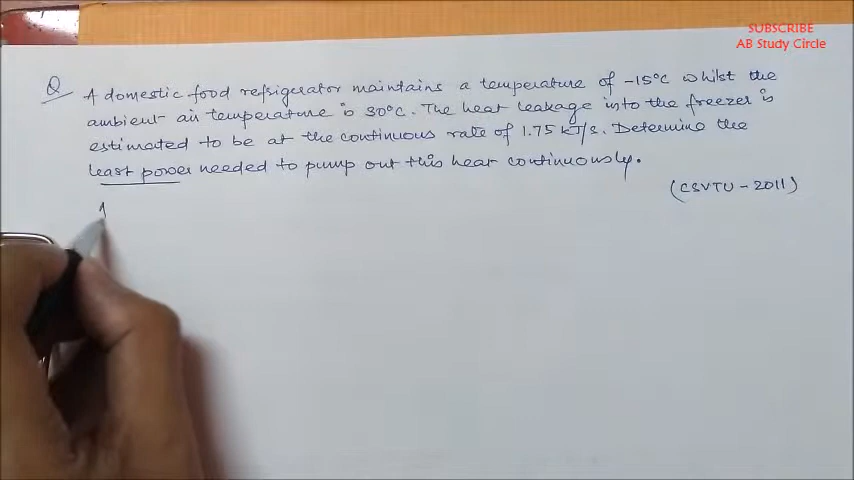 SUBSCRIBE
AB Study Circle
Q A domestic food refrigerator maintains a temperature of -15°C whilst the
ambient air temperature is 30°C. The heat leakage into the freezer is
estimated to be at the continuous rate of 1.75 kJ/s. Determine the
least power needed to pump out this heat continuously.
(CSVTU - 2011)